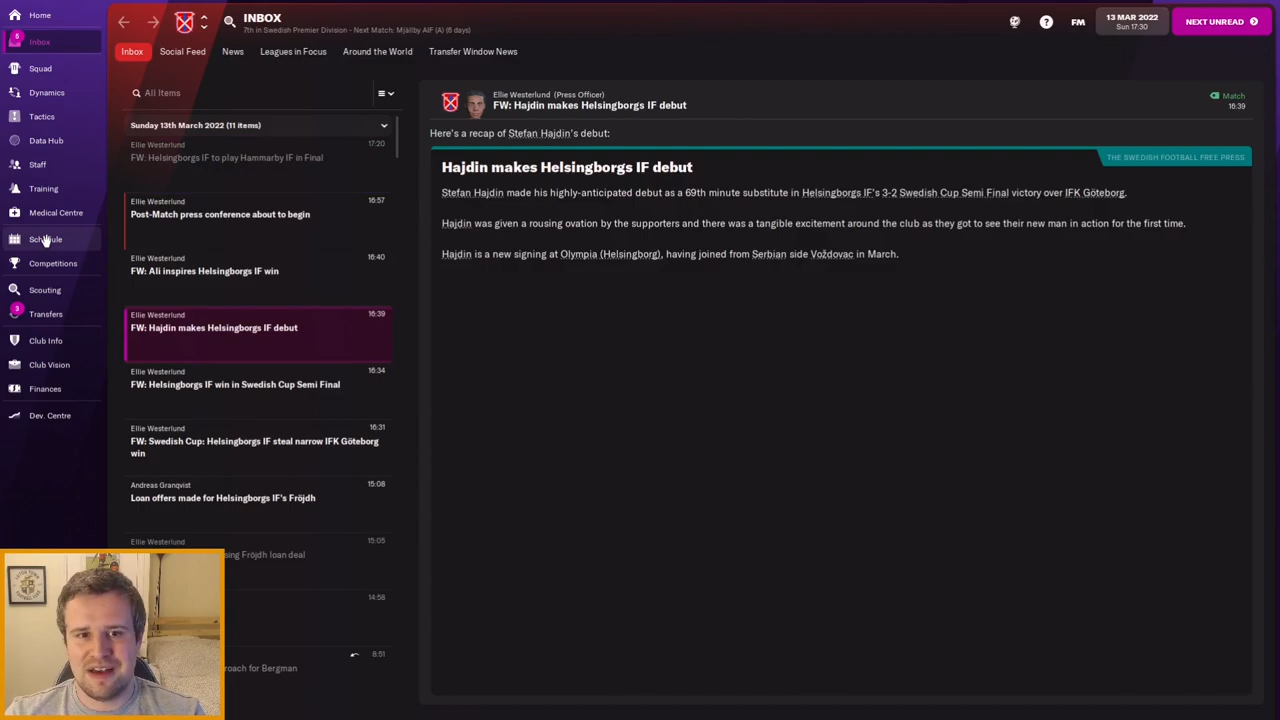 Home
5
Inbox
Squad
Dynamics
Tactics
Data Hub
Staff
Training
Medical Centre
Schedule
Competitions
Scouting
3
Transfers
Club Info
Club Vision
Finances
Dev. Centre
INBOX
7th in Swedish Premier Division - Next Match: Mjällby AIF (A) (6 days)
?
FM
13 MAR 2022
Sun 17:30
NEXT UNREAD
Inbox
Social Feed
News
Leagues in Focus
Around the World
Transfer Window News
All Items
Sunday 13th March 2022 (11 items)
Ellie Westerlund 17:20
FW: Helsingborgs IF to play Hammarby IF in Final
Ellie Westerlund 16:57
Post-Match press conference about to begin
Ellie Westerlund 16:40
FW: Ali inspires Helsingborgs IF win
Ellie Westerlund 16:39
FW: Hajdin makes Helsingborgs IF debut
Ellie Westerlund 16:34
FW: Helsingborgs IF win in Swedish Cup Semi Final
Ellie Westerlund 16:31
FW: Swedish Cup: Helsingborgs IF steal narrow IFK Göteborg
win
Andreas Granqvist 15:08
Loan offers made for Helsingborgs IF's Fröjdh
Ellie Westerlund 15:05
sing Fröjdh loan deal
14:58
8:51
roach for Bergman
Ellie Westerlund (Press Officer)
FW: Hajdin makes Helsingborgs IF debut
Match
16:39
Here's a recap of Stefan Hajdin's debut:
THE SWEDISH FOOTBALL FREE PRESS
Hajdin makes Helsingborgs IF debut
Stefan Hajdin made his highly-anticipated debut as a 69th minute substitute in Helsingborgs IF's 3-2 Swedish Cup Semi Final victory over IFK Göteborg.
Hajdin was given a rousing ovation by the supporters and there was a tangible excitement around the club as they got to see their new man in action for the first time.
Hajdin is a new signing at Olympia (Helsingborg), having joined from Serbian side Voždovac in March.